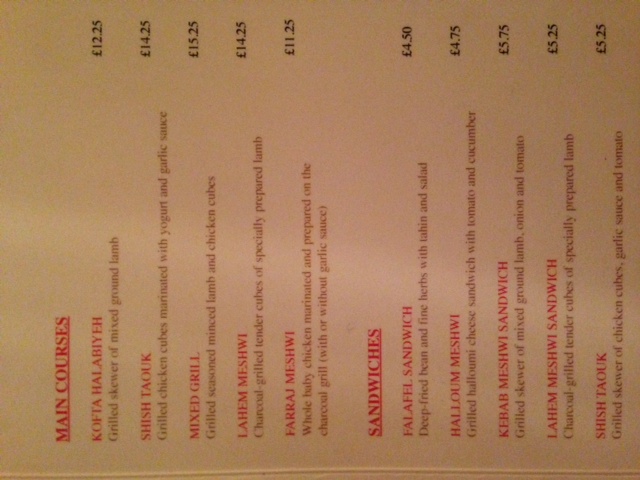 MAIN COURSES
KOFTA HALABIYEH £12.25
Grilled skewer of mixed ground lamb
SHISH TAOUK £14.25
Grilled chicken cubes marinated with yogurt and garlic sauce
MIXED GRILL £15.25
Grilled seasoned minced lamb and chicken cubes
LAHEM MESHWI £14.25
Charcoal-grilled tender cubes of specially prepared lamb
FARRAJ MESHWI £11.25
Whole baby chicken marinated and prepared on the
charcoal grill (with or without garlic sauce)
SANDWICHES
FALAFEL SANDWICH £4.50
Deep-fried bean and fine herbs with tahin and salad
HALLOUM MESHWI £4.75
Grilled halloumi cheese sandwich with tomato and cucumber
KEBAB MESHWI SANDWICH £5.75
Grilled skewer of mixed ground lamb, onion and tomato
LAHEM MESHWI SANDWICH £5.25
Charcoal-grilled tender cubes of specially prepared lamb
SHISH TAOUK £5.25
Grilled skewer of chicken cubes, garlic sauce and tomato